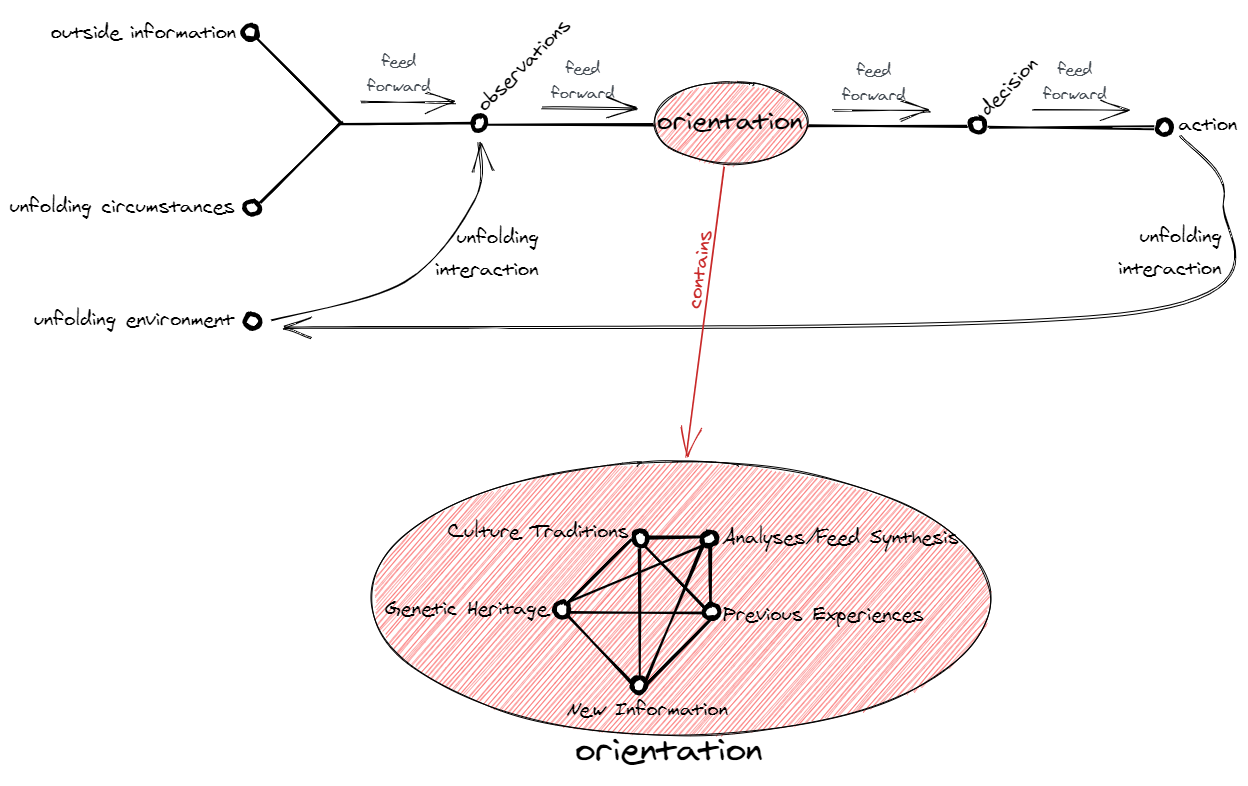 outside information
feed
forward
observations
feed
forward
orientation
feed
forward
decision
feed
forward
action
unfolding circumstances
unfolding
interaction
unfolding
interaction
unfolding environment
contains
Culture Traditions
Analyses/Feed Synthesis
Genetic Heritage
Previous Experiences
New Information
orientation